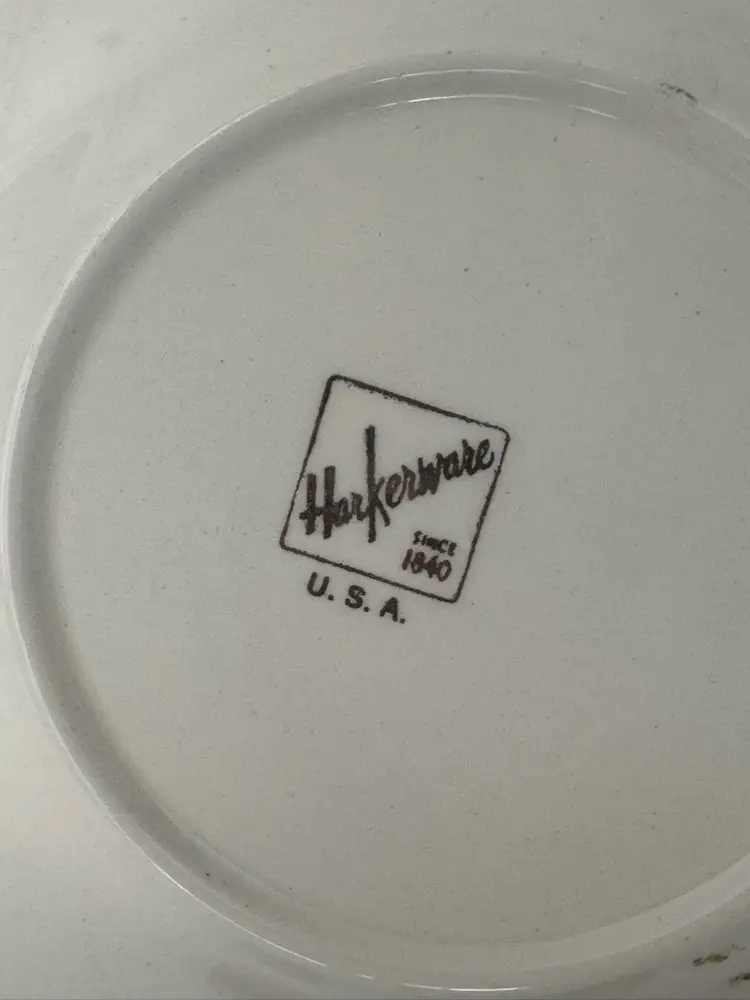 Harkerware
SINCE
1840
U. S. A.